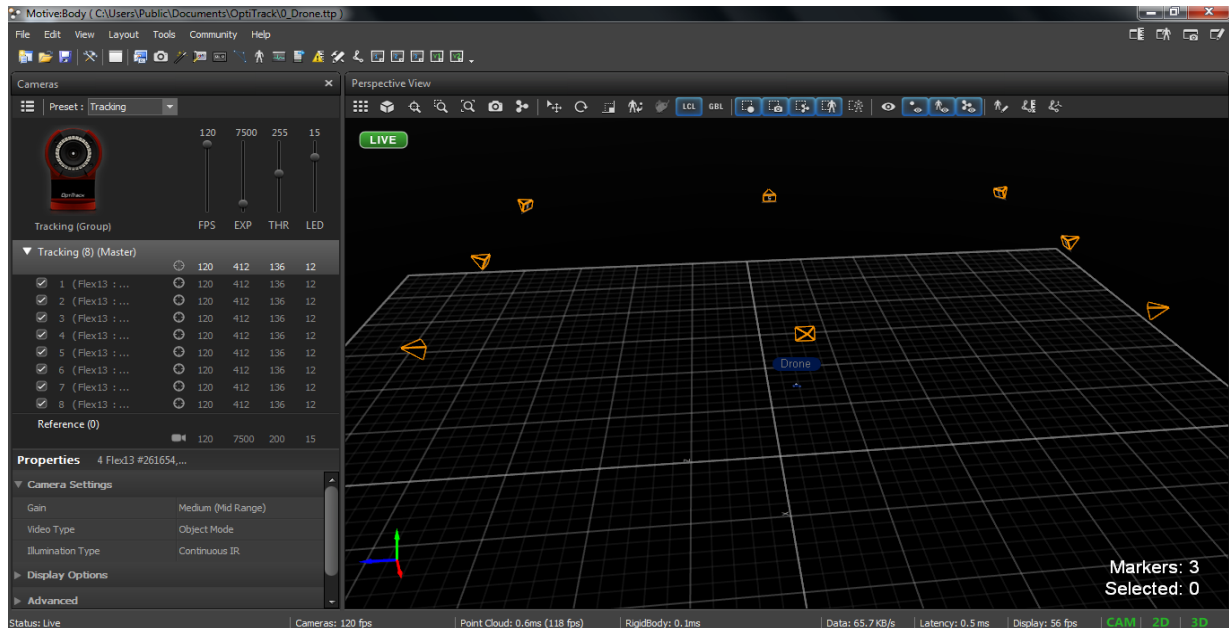 Motive:Body ( C:\Users\Public\Documents\OptiTrack\0_Drone.ttp )
File Edit View Layout Tools Community Help
Cameras
Perspective View
Preset : Tracking
LCL GBL
120 7500 255 15
LIVE
OptiTrack
Tracking (Group) FPS EXP THR LED
Tracking (8) (Master)
120 412 136 12
1 (Flex13 : ... 120 412 136 12
2 (Flex13 : ... 120 412 136 12
3 (Flex13 : ... 120 412 136 12
4 (Flex13 : ... 120 412 136 12
5 (Flex13 : ... 120 412 136 12
6 (Flex13 : ... 120 412 136 12
7 (Flex13 : ... 120 412 136 12
8 (Flex13 : ... 120 412 136 12
Drone
Reference (0)
120 7500 200 15
Properties 4 Flex13 #261654,...
Camera Settings
Gain Medium (Mid Range)
Video Type Object Mode
Illumination Type Continuous IR
Display Options
Advanced
Markers: 3
Selected: 0
Status: Live Cameras: 120 fps Point Cloud: 0.6ms (118 fps) RigidBody: 0.1ms Data: 65.7 KB/s Latency: 0.5 ms Display: 56 fps CAM 2D 3D